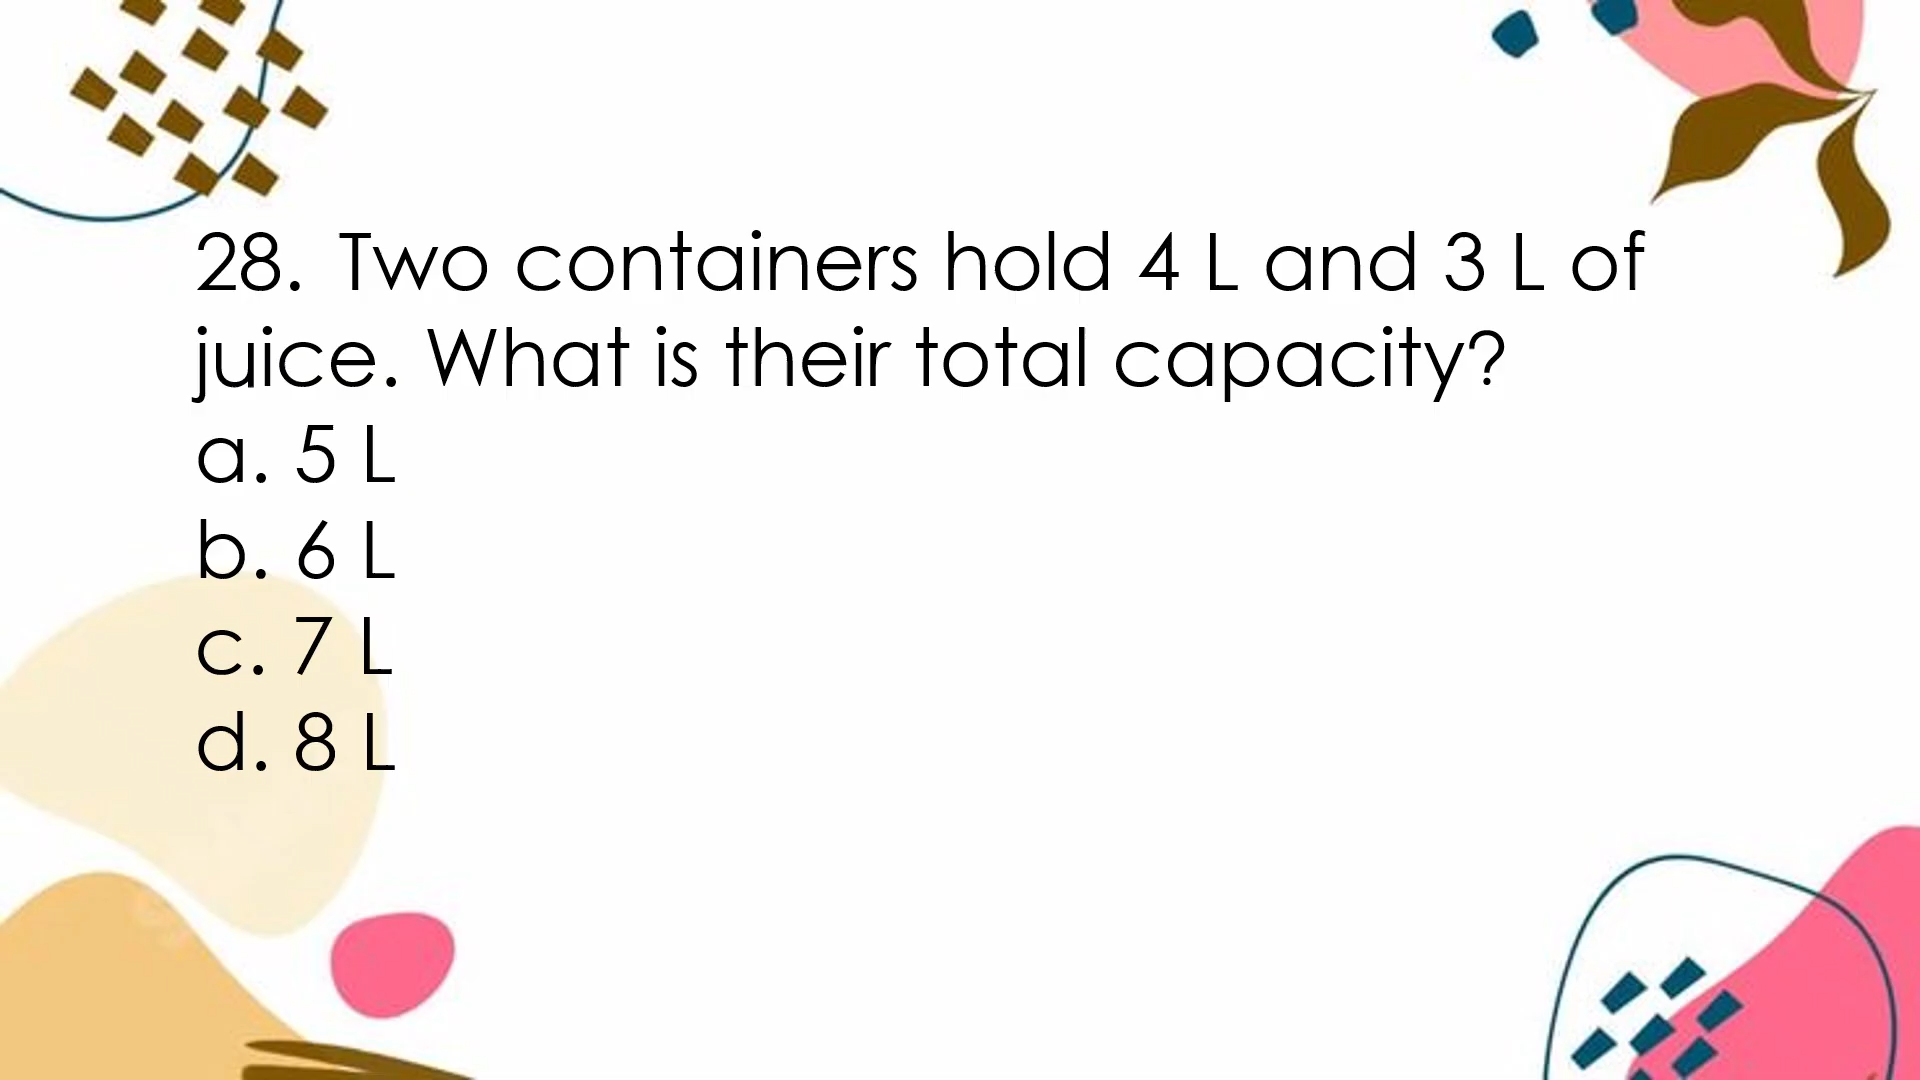 28. Two containers hold 4 L and 3 L of
juice. What is their total capacity?
a. 5 L
b. 6 L
c. 7 L
d. 8 L